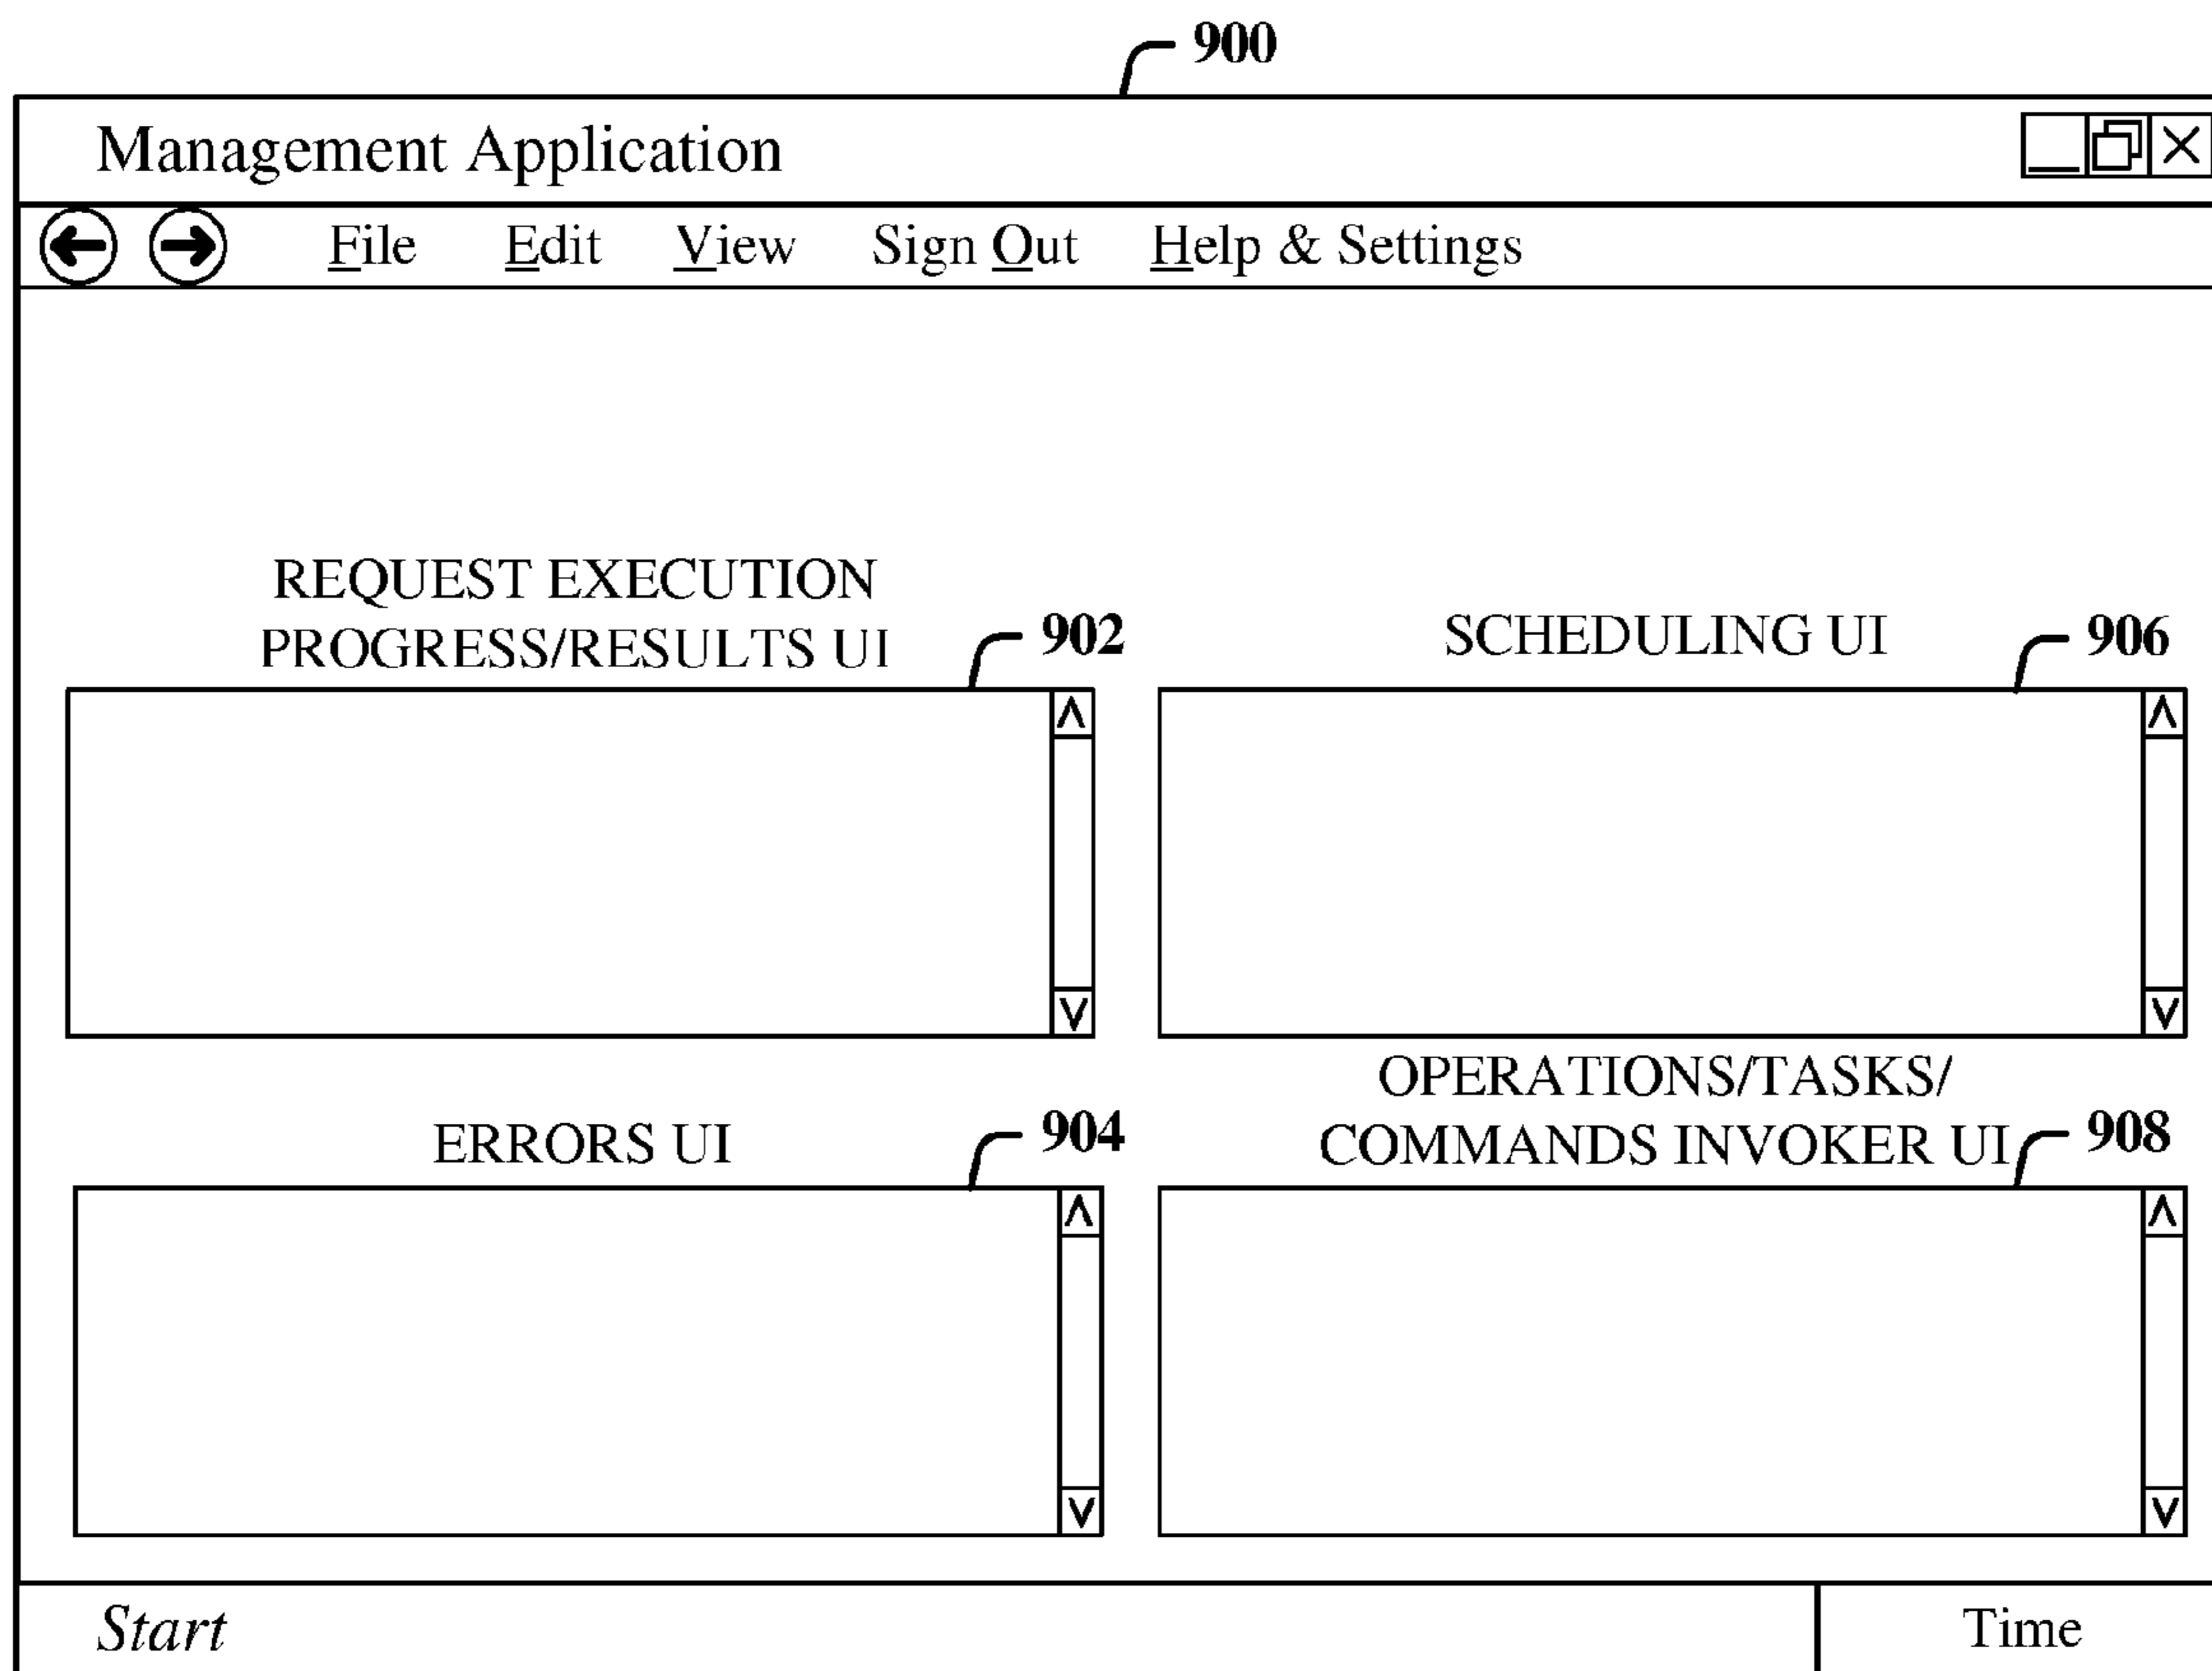 900
Management Application
File Edit View Sign Out Help & Settings
REQUEST EXECUTION
PROGRESS/RESULTS UI
902
SCHEDULING UI
906
ERRORS UI
904
OPERATIONS/TASKS/
COMMANDS INVOKER UI
908
Start
Time